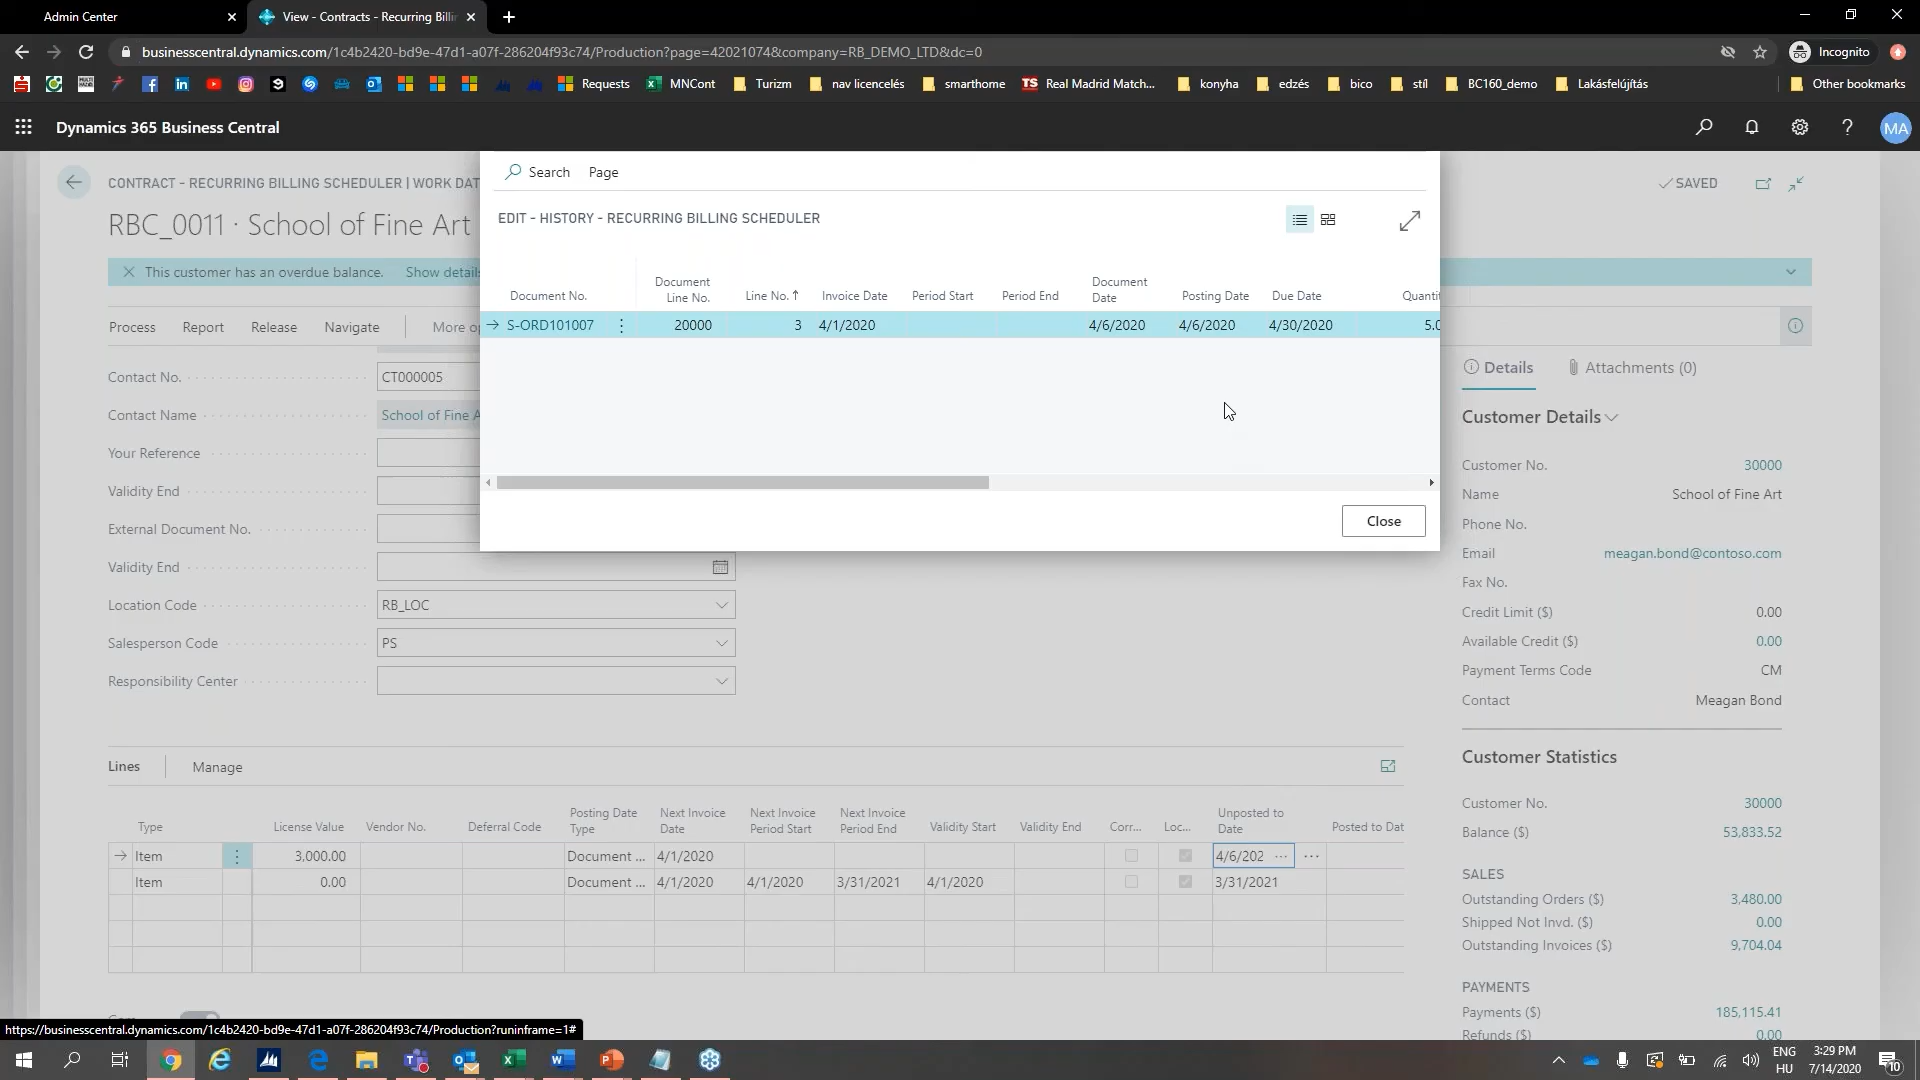 Admin Center
View - Contracts - Recurring Billin
businesscentral.dynamics.com/1c4b2420-bd9e-47d1-a07f-286204f93c74/Production?page=42021074&company=RB_DEMO_LTD&dc=0
Incognito
Requests
MNCont
Turizm
nav licencelés
smarthome
TS Real Madrid Match...
konyha
edzés
bico
stíl
BC160_demo
Lakásfelújítás
Other bookmarks
Dynamics 365 Business Central
MA
CONTRACT - RECURRING BILLING SCHEDULER | WORK DAT
SAVED
RBC_0011 · School of Fine Art
This customer has an overdue balance. Show details
Process Report Release Navigate More op
Search Page
EDIT - HISTORY - RECURRING BILLING SCHEDULER
Document No.
Document Line No.
Line No. ↑
Invoice Date
Period Start
Period End
Document Date
Posting Date
Due Date
Quantit
S-ORD101007 20000 3 4/1/2020 4/6/2020 4/6/2020 4/30/2020 5.0
Close
Contact No. CT000005
Contact Name School of Fine A
Your Reference
Validity End
External Document No.
Validity End
Location Code RB_LOC
Salesperson Code PS
Responsibility Center
Details Attachments (0)
Customer Details
Customer No. 30000
Name School of Fine Art
Phone No.
Email meagan.bond@contoso.com
Fax No.
Credit Limit ($) 0.00
Available Credit ($) 0.00
Payment Terms Code CM
Contact Meagan Bond
Customer Statistics
Customer No. 30000
Balance ($) 53,833.52
SALES
Outstanding Orders ($) 3,480.00
Shipped Not Invd. ($) 0.00
Outstanding Invoices ($) 9,704.04
PAYMENTS
Payments ($) 185,115.41
Refunds ($) 0.00
Lines Manage
Type
License Value
Vendor No.
Deferral Code
Posting Date Type
Next Invoice Date
Next Invoice Period Start
Next Invoice Period End
Validity Start
Validity End
Corr...
Loc...
Unposted to Date
Posted to Dat
Item 3,000.00 Document ... 4/1/2020 4/6/202 ...
Item 0.00 Document ... 4/1/2020 4/1/2020 3/31/2021 4/1/2020 3/31/2021
https://businesscentral.dynamics.com/1c4b2420-bd9e-47d1-a07f-286204f93c74/Production?runinframe=1#
ENG
HU
3:29 PM
7/14/2020
10